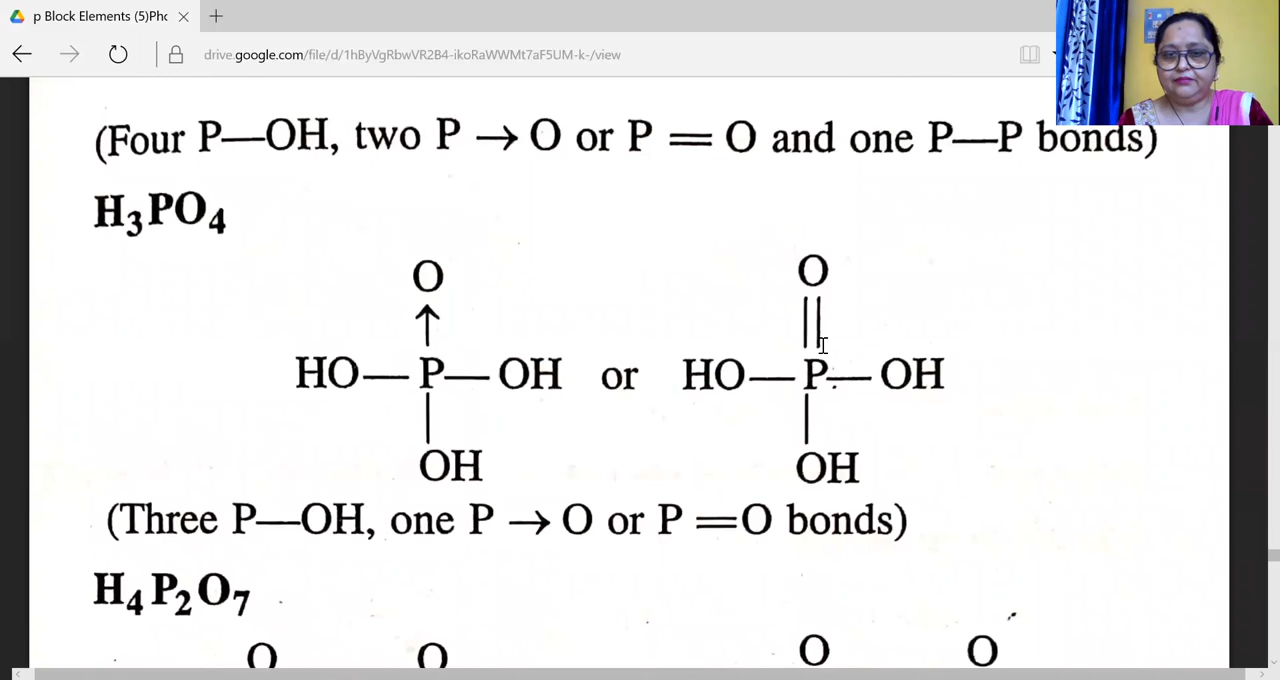 p Block Elements (5)Pho
drive.google.com/file/d/1hByVgRbwVR2B4-ikoRaWWMt7aF5UM-k-/view
(Four P—OH, two P → O or P = O and one P—P bonds)
H₃PO₄
O O
↑ ||
HO—P—OH or HO—P—OH
| |
OH OH
(Three P—OH, one P → O or P =O bonds)
H₄P₂O₇
O O O O